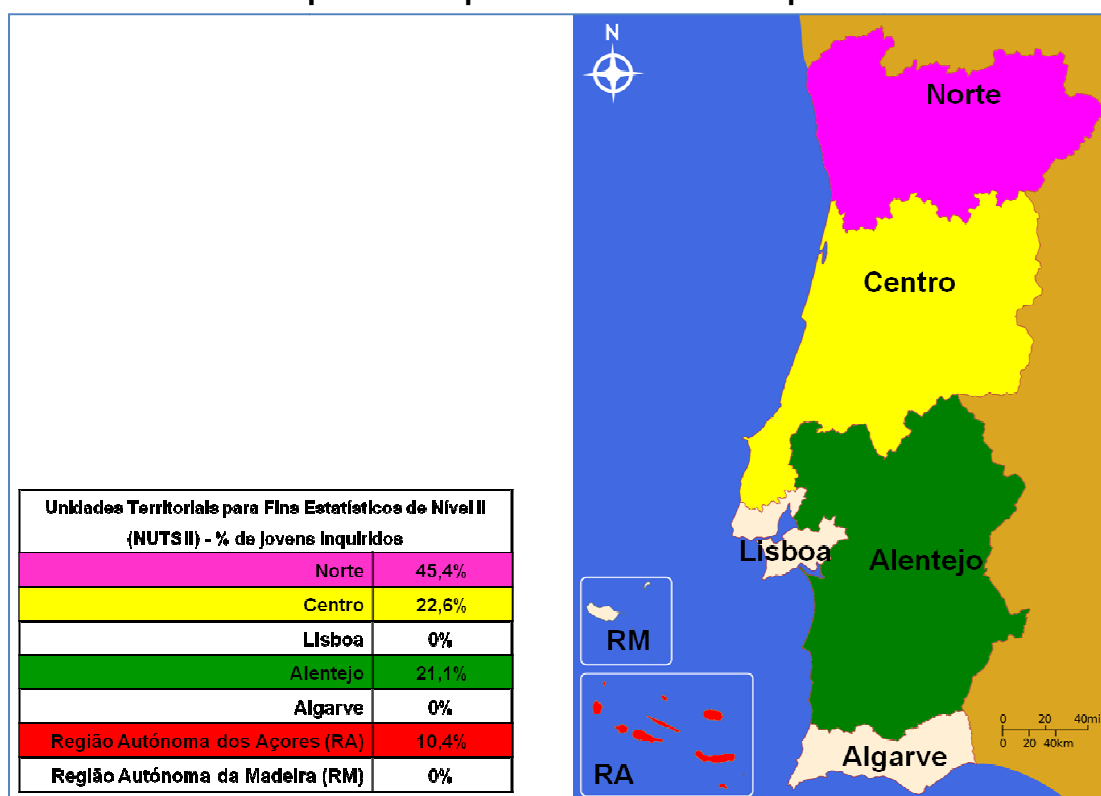 Unidades Territoriais para Fins Estatísticos de Nível II
(NUTS II) - % de jovens inquiridos
Norte 45,4%
Centro 22,6%
Lisboa 0%
Alentejo 21,1%
Algarve 0%
Região Autónoma dos Açores (RA) 10,4%
Região Autónoma da Madeira (RM) 0%
N
Norte
Centro
Lisboa
Alentejo
RM
RA
Algarve
0 20 40mi
0 20 40km